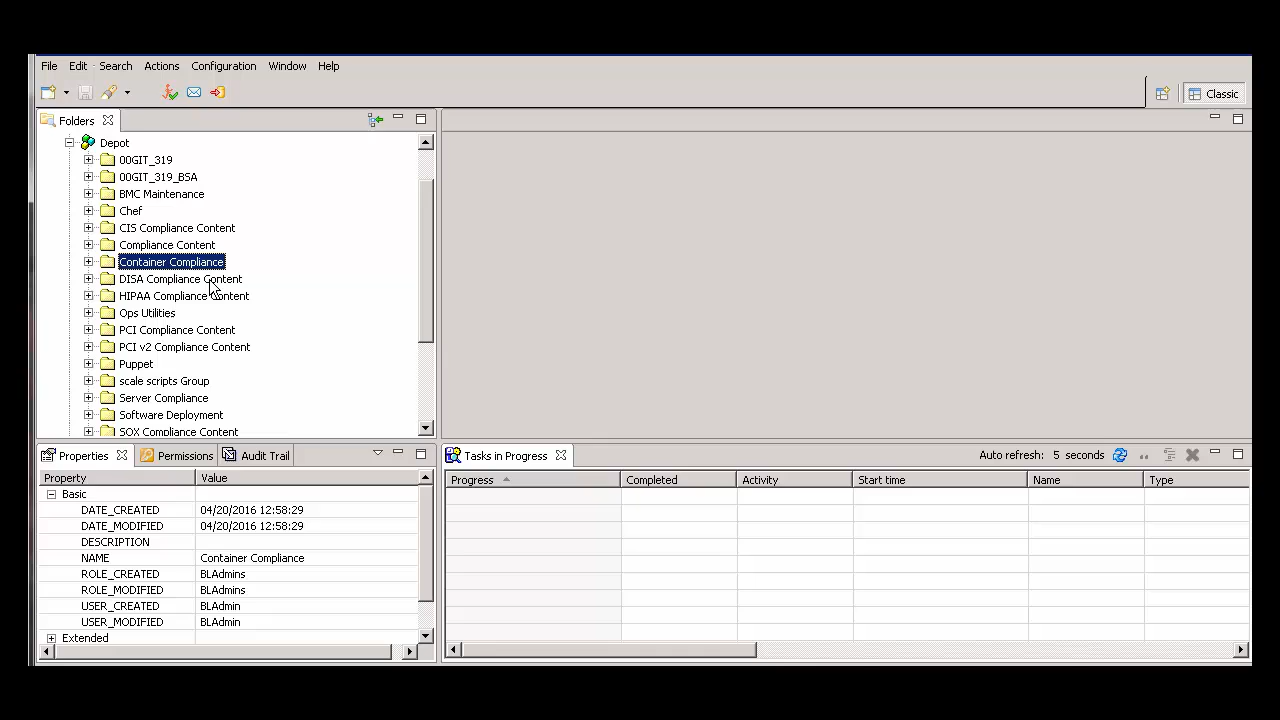 File Edit Search Actions Configuration Window Help
Classic
Folders
Depot
00GIT_319
00GIT_319_BSA
BMC Maintenance
Chef
CIS Compliance Content
Compliance Content
Container Compliance
DISA Compliance Content
HIPAA Compliance Content
Ops Utilities
PCI Compliance Content
PCI v2 Compliance Content
Puppet
scale scripts Group
Server Compliance
Software Deployment
SOX Compliance Content
Properties Permissions Audit Trail
Property Value
Basic
DATE_CREATED 04/20/2016 12:58:29
DATE_MODIFIED 04/20/2016 12:58:29
DESCRIPTION
NAME Container Compliance
ROLE_CREATED BLAdmins
ROLE_MODIFIED BLAdmins
USER_CREATED BLAdmin
USER_MODIFIED BLAdmin
Extended
Tasks in Progress Auto refresh: 5 seconds
Progress Completed Activity Start time Name Type